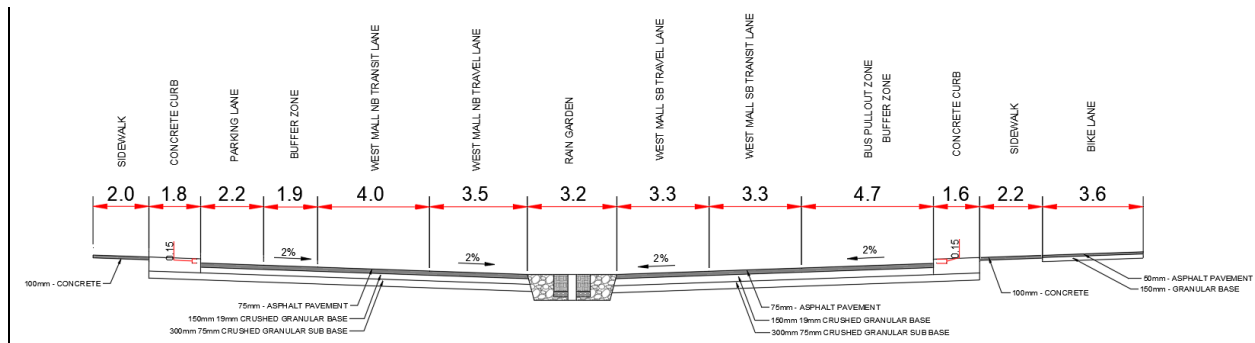 SIDEWALK
CONCRETE CURB
PARKING LANE
BUFFER ZONE
WEST MALL NB TRANSIT LANE
WEST MALL NB TRAVEL LANE
RAIN GARDEN
WEST MALL SB TRAVEL LANE
WEST MALL SB TRANSIT LANE
BUS PULLOUT ZONE
BUFFER ZONE
CONCRETE CURB
SIDEWALK
BIKE LANE
2.0
1.8
2.2
1.9
4.0
3.5
3.2
3.3
3.3
4.7
1.6
2.2
3.6
0.15
2%
2%
2%
2%
0.15
100mm - CONCRETE
75mm - ASPHALT PAVEMENT
150mm 19mm CRUSHED GRANULAR BASE
300mm 75mm CRUSHED GRANULAR SUB BASE
75mm - ASPHALT PAVEMENT
150mm 19mm CRUSHED GRANULAR BASE
300mm 75mm CRUSHED GRANULAR SUB BASE
100mm - CONCRETE
50mm - ASPHALT PAVEMENT
150mm - GRANULAR BASE